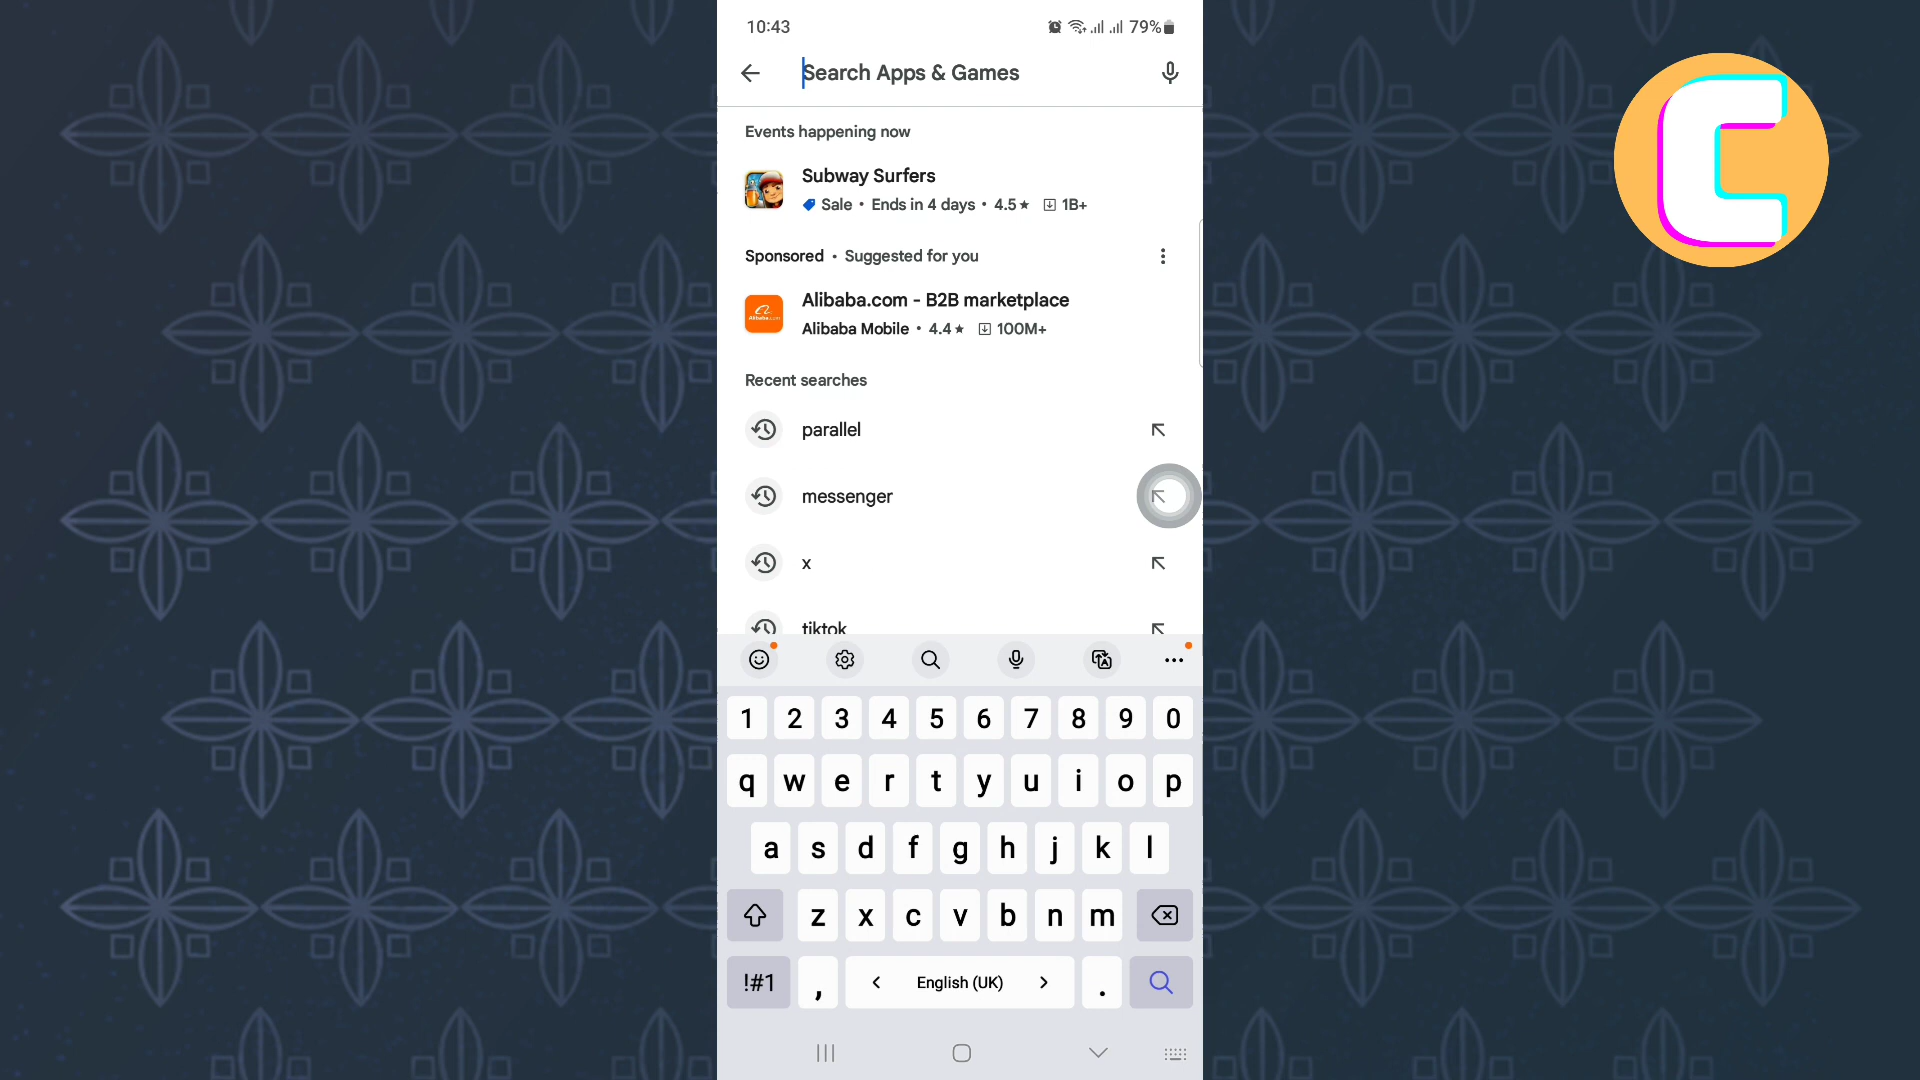 10:43 79%
Search Apps & Games
Events happening now
Subway Surfers
Sale • Ends in 4 days • 4.5★ 1B+
Sponsored • Suggested for you
Alibaba.com - B2B marketplace
Alibaba Mobile • 4.4★ 100M+
Recent searches
parallel
messenger
x
tiktok
1 2 3 4 5 6 7 8 9 0
q w e r t y u i o p
a s d f g h j k l
z x c v b n m
!#1 , < English (UK) > .
C